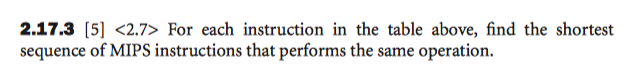 2.17.3 [5] <2.7> For each instruction in the table above, find the shortest
sequence of MIPS instructions that performs the same operation.